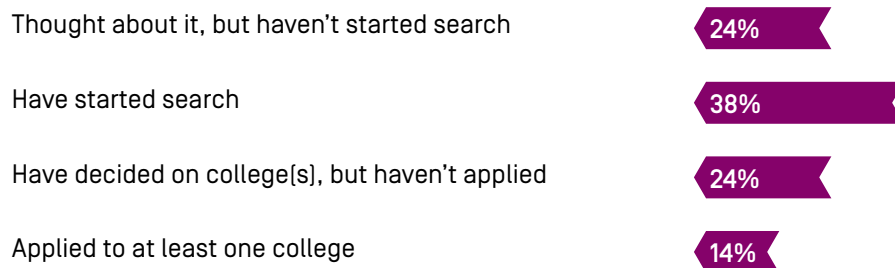 Thought about it, but haven’t started search 24%
Have started search 38%
Have decided on college(s), but haven’t applied 24%
Applied to at least one college 14%